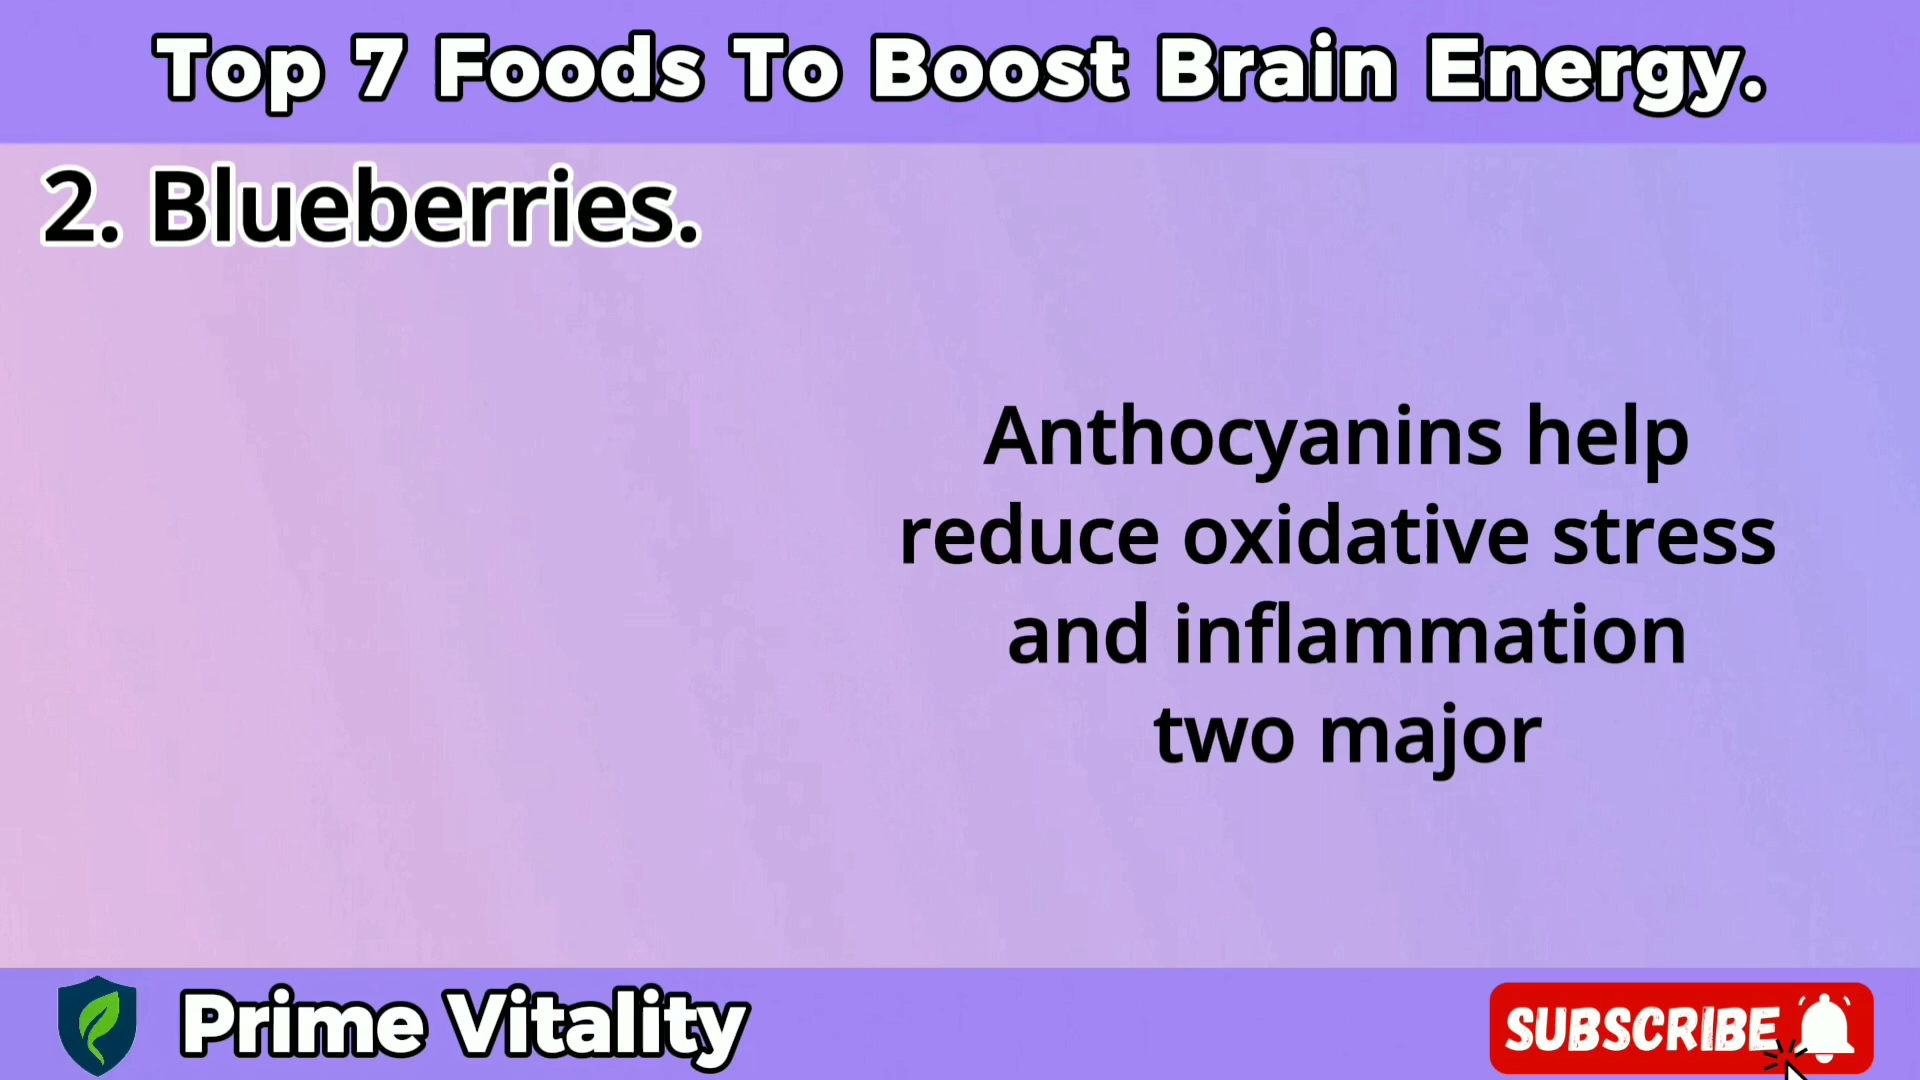 Top 7 Foods To Boost Brain Energy.
2. Blueberries.
Anthocyanins help
reduce oxidative stress
and inflammation
two major
Prime Vitality
SUBSCRIBE